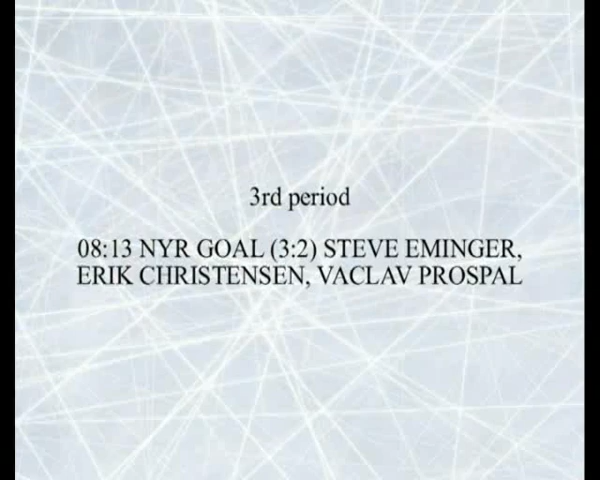 3rd period
08:13 NYR GOAL (3:2) STEVE EMINGER,
ERIK CHRISTENSEN, VACLAV PROSPAL